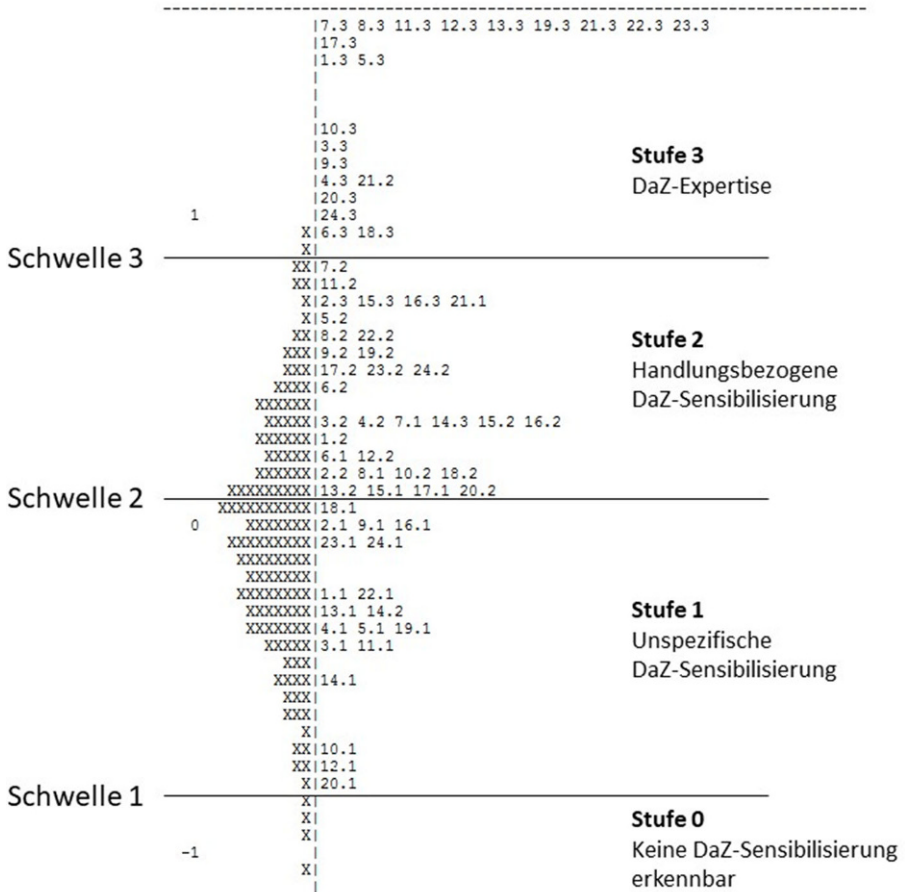 |7.3 8.3 11.3 12.3 13.3 19.3 21.3 22.3 23.3
|17.3
|1.3 5.3
|
|
|
|10.3
|3.3
|9.3
Stufe 3
|4.3 21.2
DaZ-Expertise
|20.3
1 |24.3
X|6.3 18.3
X|
Schwelle 3
XX|7.2
XX|11.2
X|2.3 15.3 16.3 21.1
X|5.2
XX|8.2 22.2
Stufe 2
XXX|9.2 19.2
XXX|17.2 23.2 24.2
Handlungsbezogene
XXXX|6.2
DaZ-Sensibilisierung
XXXXXX|
XXXXX|3.2 4.2 7.1 14.3 15.2 16.2
XXXXXX|1.2
XXXXX|6.1 12.2
XXXXXX|2.2 8.1 10.2 18.2
XXXXXXXXX|13.2 15.1 17.1 20.2
Schwelle 2
XXXXXXXXXX|18.1
0 XXXXXXX|2.1 9.1 16.1
XXXXXXXXX|23.1 24.1
XXXXXXXX|
XXXXXXX|
XXXXXXXX|1.1 22.1
XXXXXXX|13.1 14.2
Stufe 1
XXXXXXX|4.1 5.1 19.1
Unspezifische
XXXXX|3.1 11.1
XXX|
DaZ-Sensibilisierung
XXXX|14.1
XXX|
XXX|
X|
XX|10.1
XX|12.1
X|20.1
Schwelle 1
X|
X|
Stufe 0
X|
-1 |
Keine DaZ-Sensibilisierung
X|
erkennbar
|